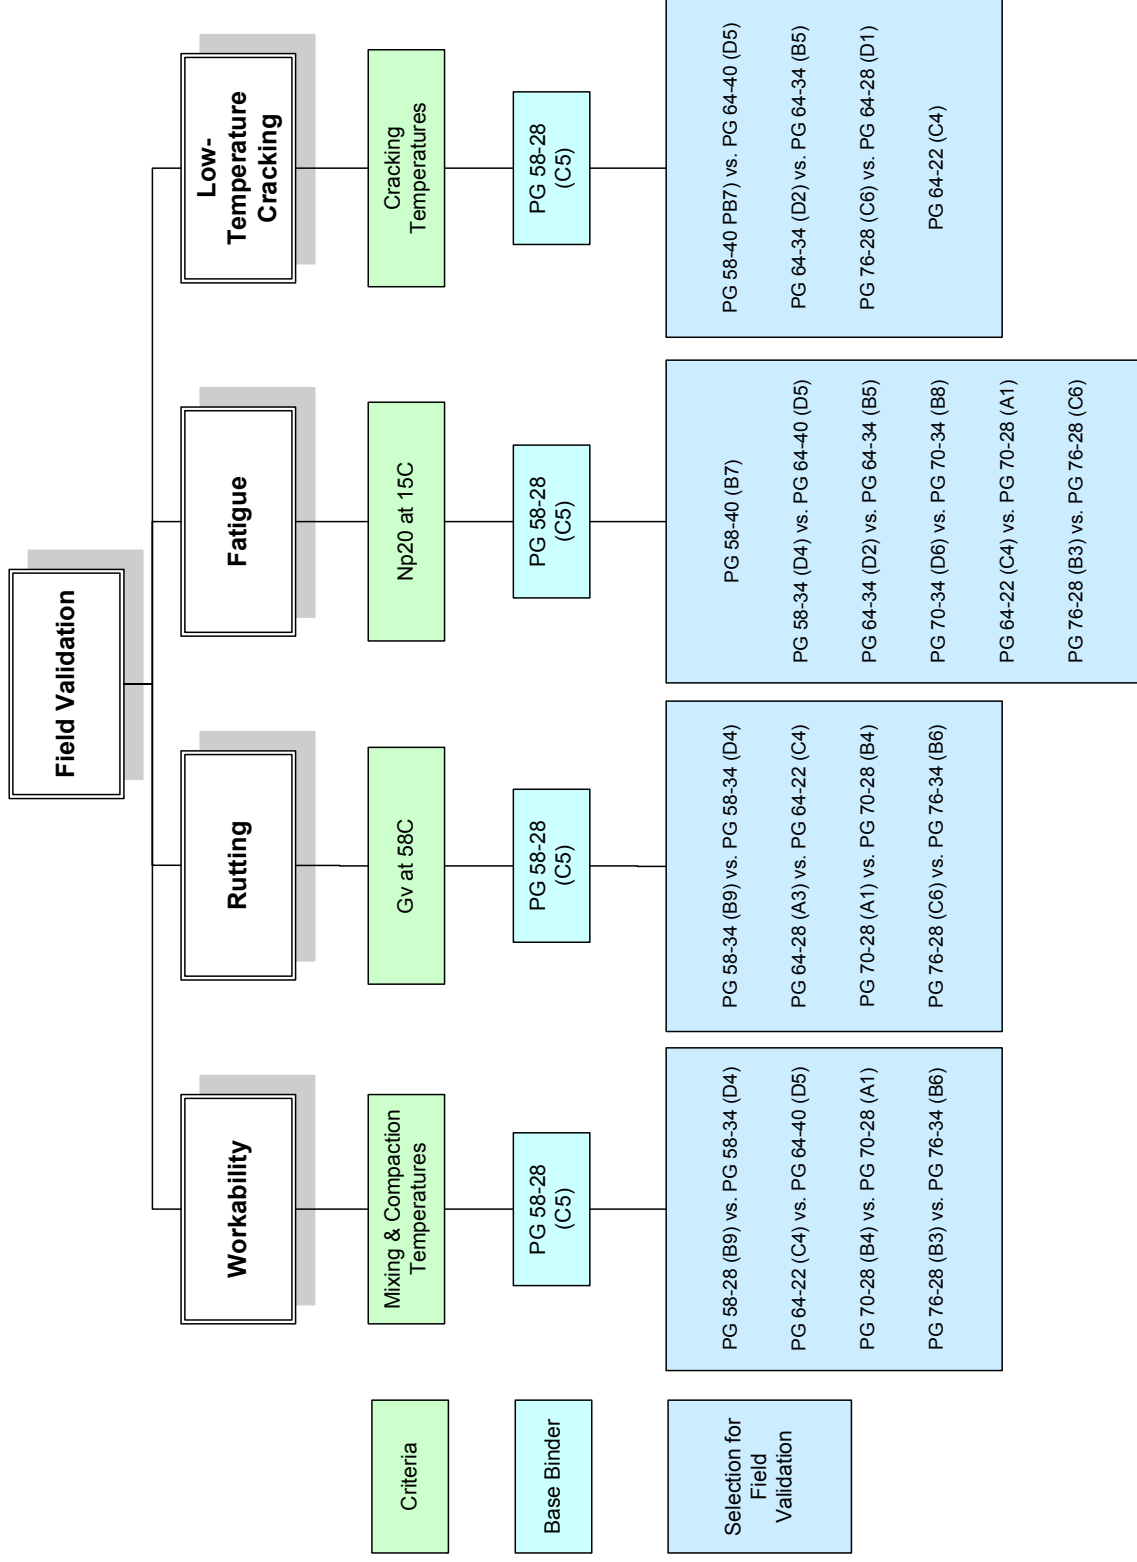 Field Validation
Workability
Rutting
Fatigue
Low-
Temperature
Cracking
Criteria
Mixing & Compaction
Temperatures
Gv at 58C
Np20 at 15C
Cracking
Temperatures
Base Binder
PG 58-28
(C5)
PG 58-28
(C5)
PG 58-28
(C5)
PG 58-28
(C5)
Selection for
Field
Validation
PG 58-28 (B9) vs. PG 58-34 (D4)
PG 64-22 (C4) vs. PG 64-40 (D5)
PG 70-28 (B4) vs. PG 70-28 (A1)
PG 76-28 (B3) vs. PG 76-34 (B6)
PG 58-34 (B9) vs. PG 58-34 (D4)
PG 64-28 (A3) vs. PG 64-22 (C4)
PG 70-28 (A1) vs. PG 70-28 (B4)
PG 76-28 (C6) vs. PG 76-34 (B6)
PG 58-40 (B7)
PG 58-34 (D4) vs. PG 64-40 (D5)
PG 64-34 (D2) vs. PG 64-34 (B5)
PG 70-34 (D6) vs. PG 70-34 (B8)
PG 64-22 (C4) vs. PG 70-28 (A1)
PG 76-28 (B3) vs. PG 76-28 (C6)
PG 58-40 PB7) vs. PG 64-40 (D5)
PG 64-34 (D2) vs. PG 64-34 (B5)
PG 76-28 (C6) vs. PG 64-28 (D1)
PG 64-22 (C4)